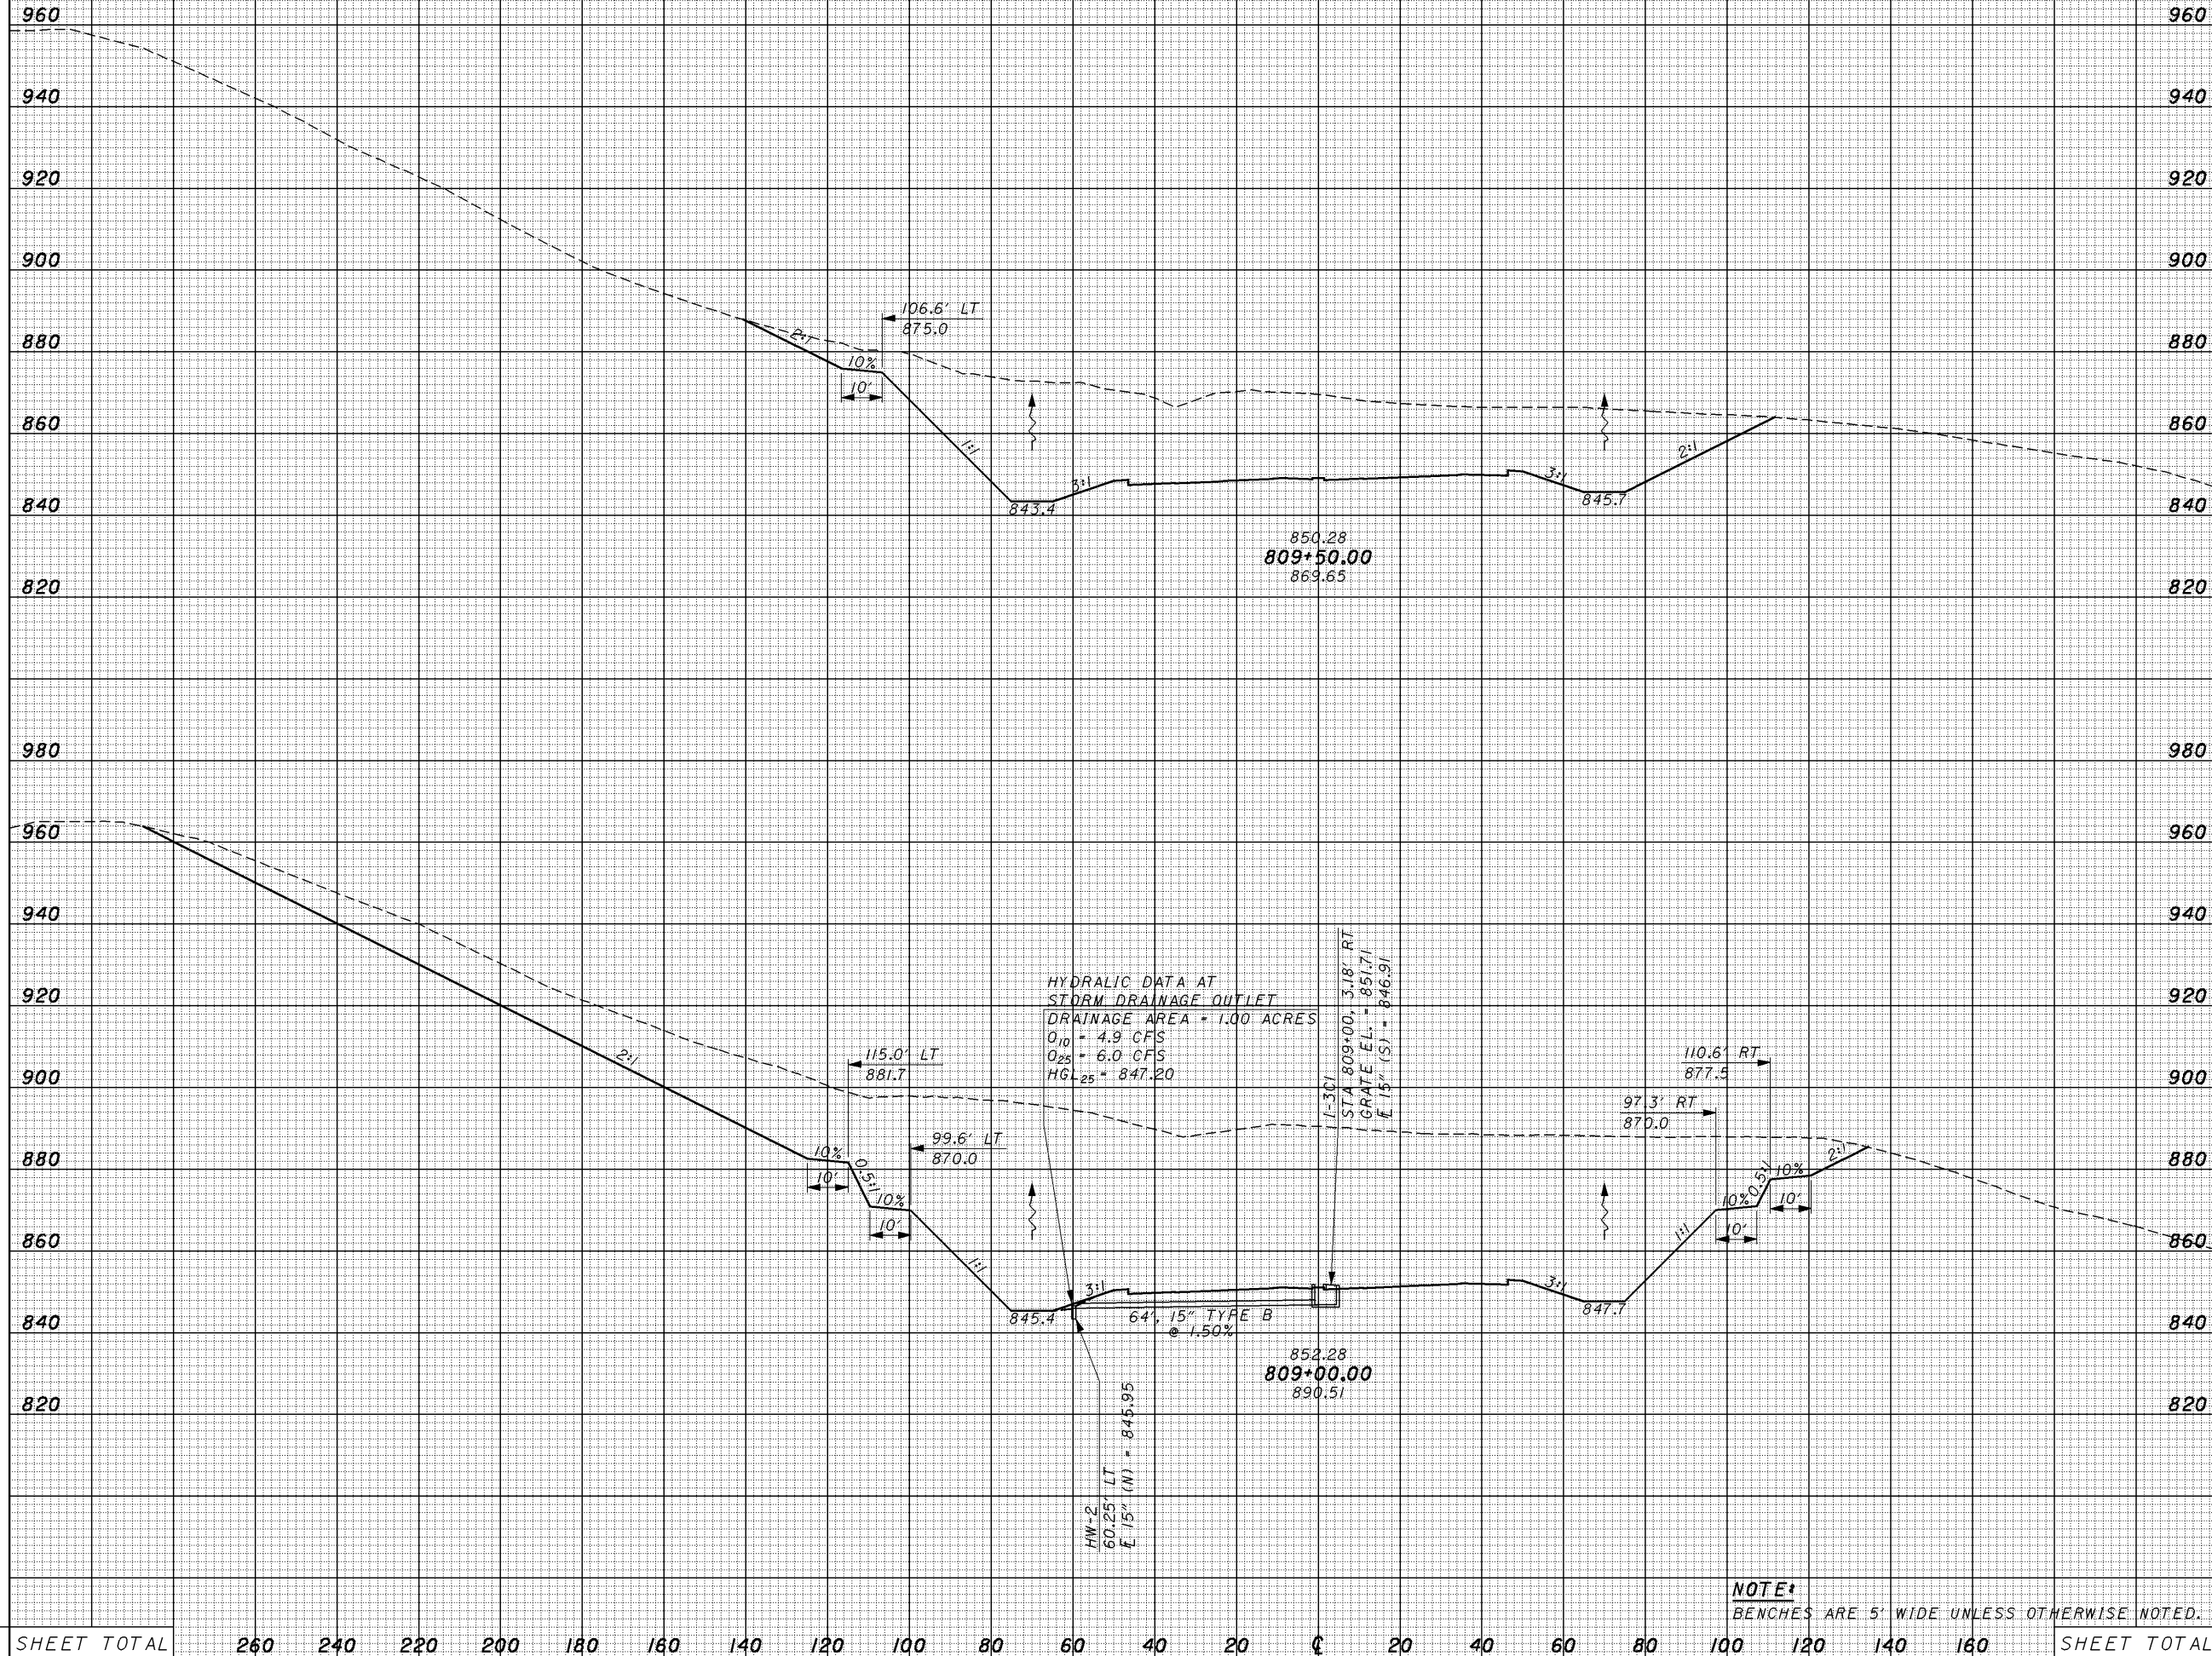 960 960
940 940
920 920
900 900
106.6' LT
875.0
880 880
2:1
10%
10'
860 860
1:1
2:1
3:1
3:1
843.4
845.7
840 840
850.28
809+50.00
869.65
820 820
980 980
960 960
940 940
HYDRALIC DATA AT
STORM DRAINAGE OUTLET
DRAINAGE AREA = 1.00 ACRES
Q10 = 4.9 CFS
Q25 = 6.0 CFS
HGL25 = 847.20
I-3C1
STA 809+00, 3.18' RT
GRATE EL. = 851.71
℄ 15" (S) = 846.91
920 920
2:1
115.0' LT
881.7
110.6' RT
877.5
900 900
97.3' RT
870.0
99.6' LT
870.0
880 880
10%
10'
0.5:1
10%
10'
2:1
10%
10'
0.5:1
10%
10'
860 860
1:1
1:1
3:1
3:1
845.4
847.7
64', 15" TYPE B
@ 1.50%
840 840
852.28
809+00.00
890.51
820 820
HW-2
60.25' LT
℄ 15" (N) = 845.95
NOTE:
BENCHES ARE 5' WIDE UNLESS OTHERWISE NOTED.
SHEET TOTAL 260 240 220 200 180 160 140 120 100 80 60 40 20 ℄ 20 40 60 80 100 120 140 160 SHEET TOTAL